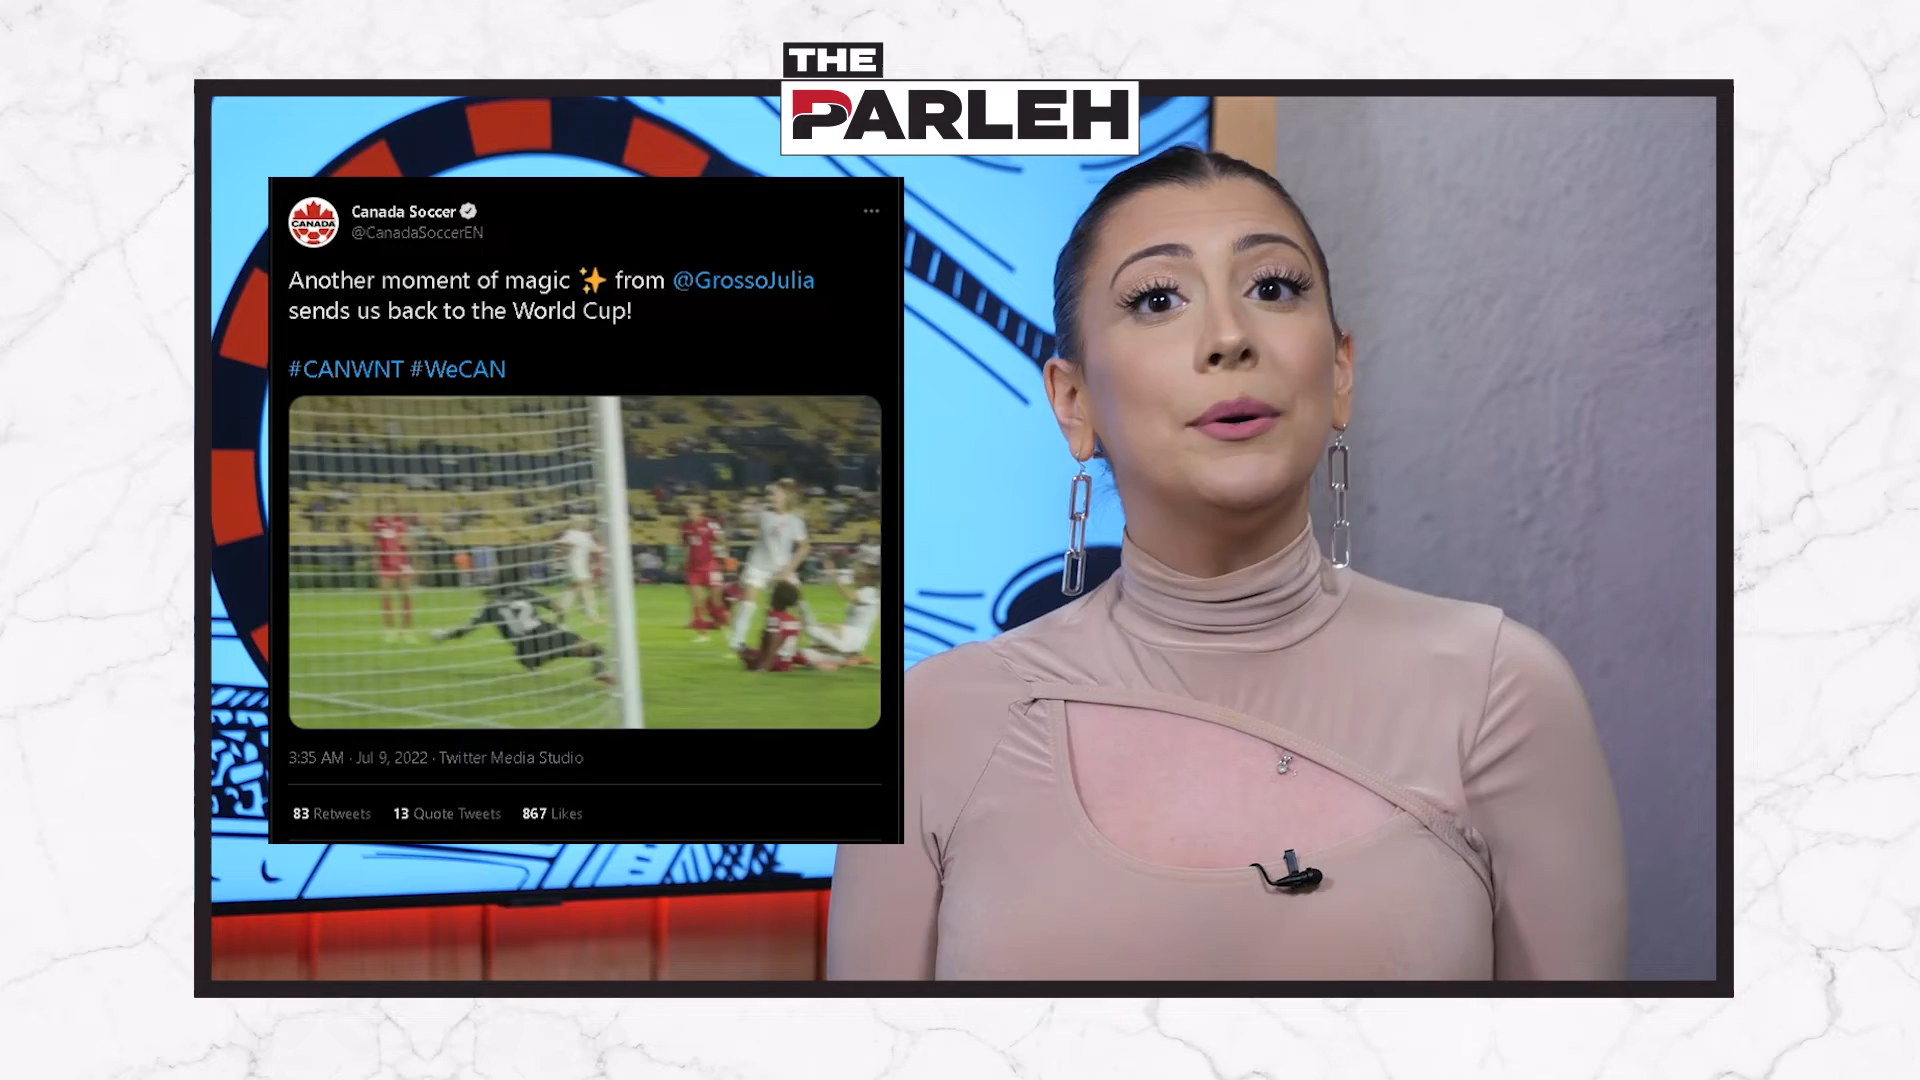 THE
PARLEH
Canada Soccer
@CanadaSoccerEN
CANADA
Another moment of magic ✨ from @GrossoJulia
sends us back to the World Cup!
#CANWNT #WeCAN
12
3:35 AM · Jul 9, 2022 · Twitter Media Studio
83 Retweets 13 Quote Tweets 867 Likes